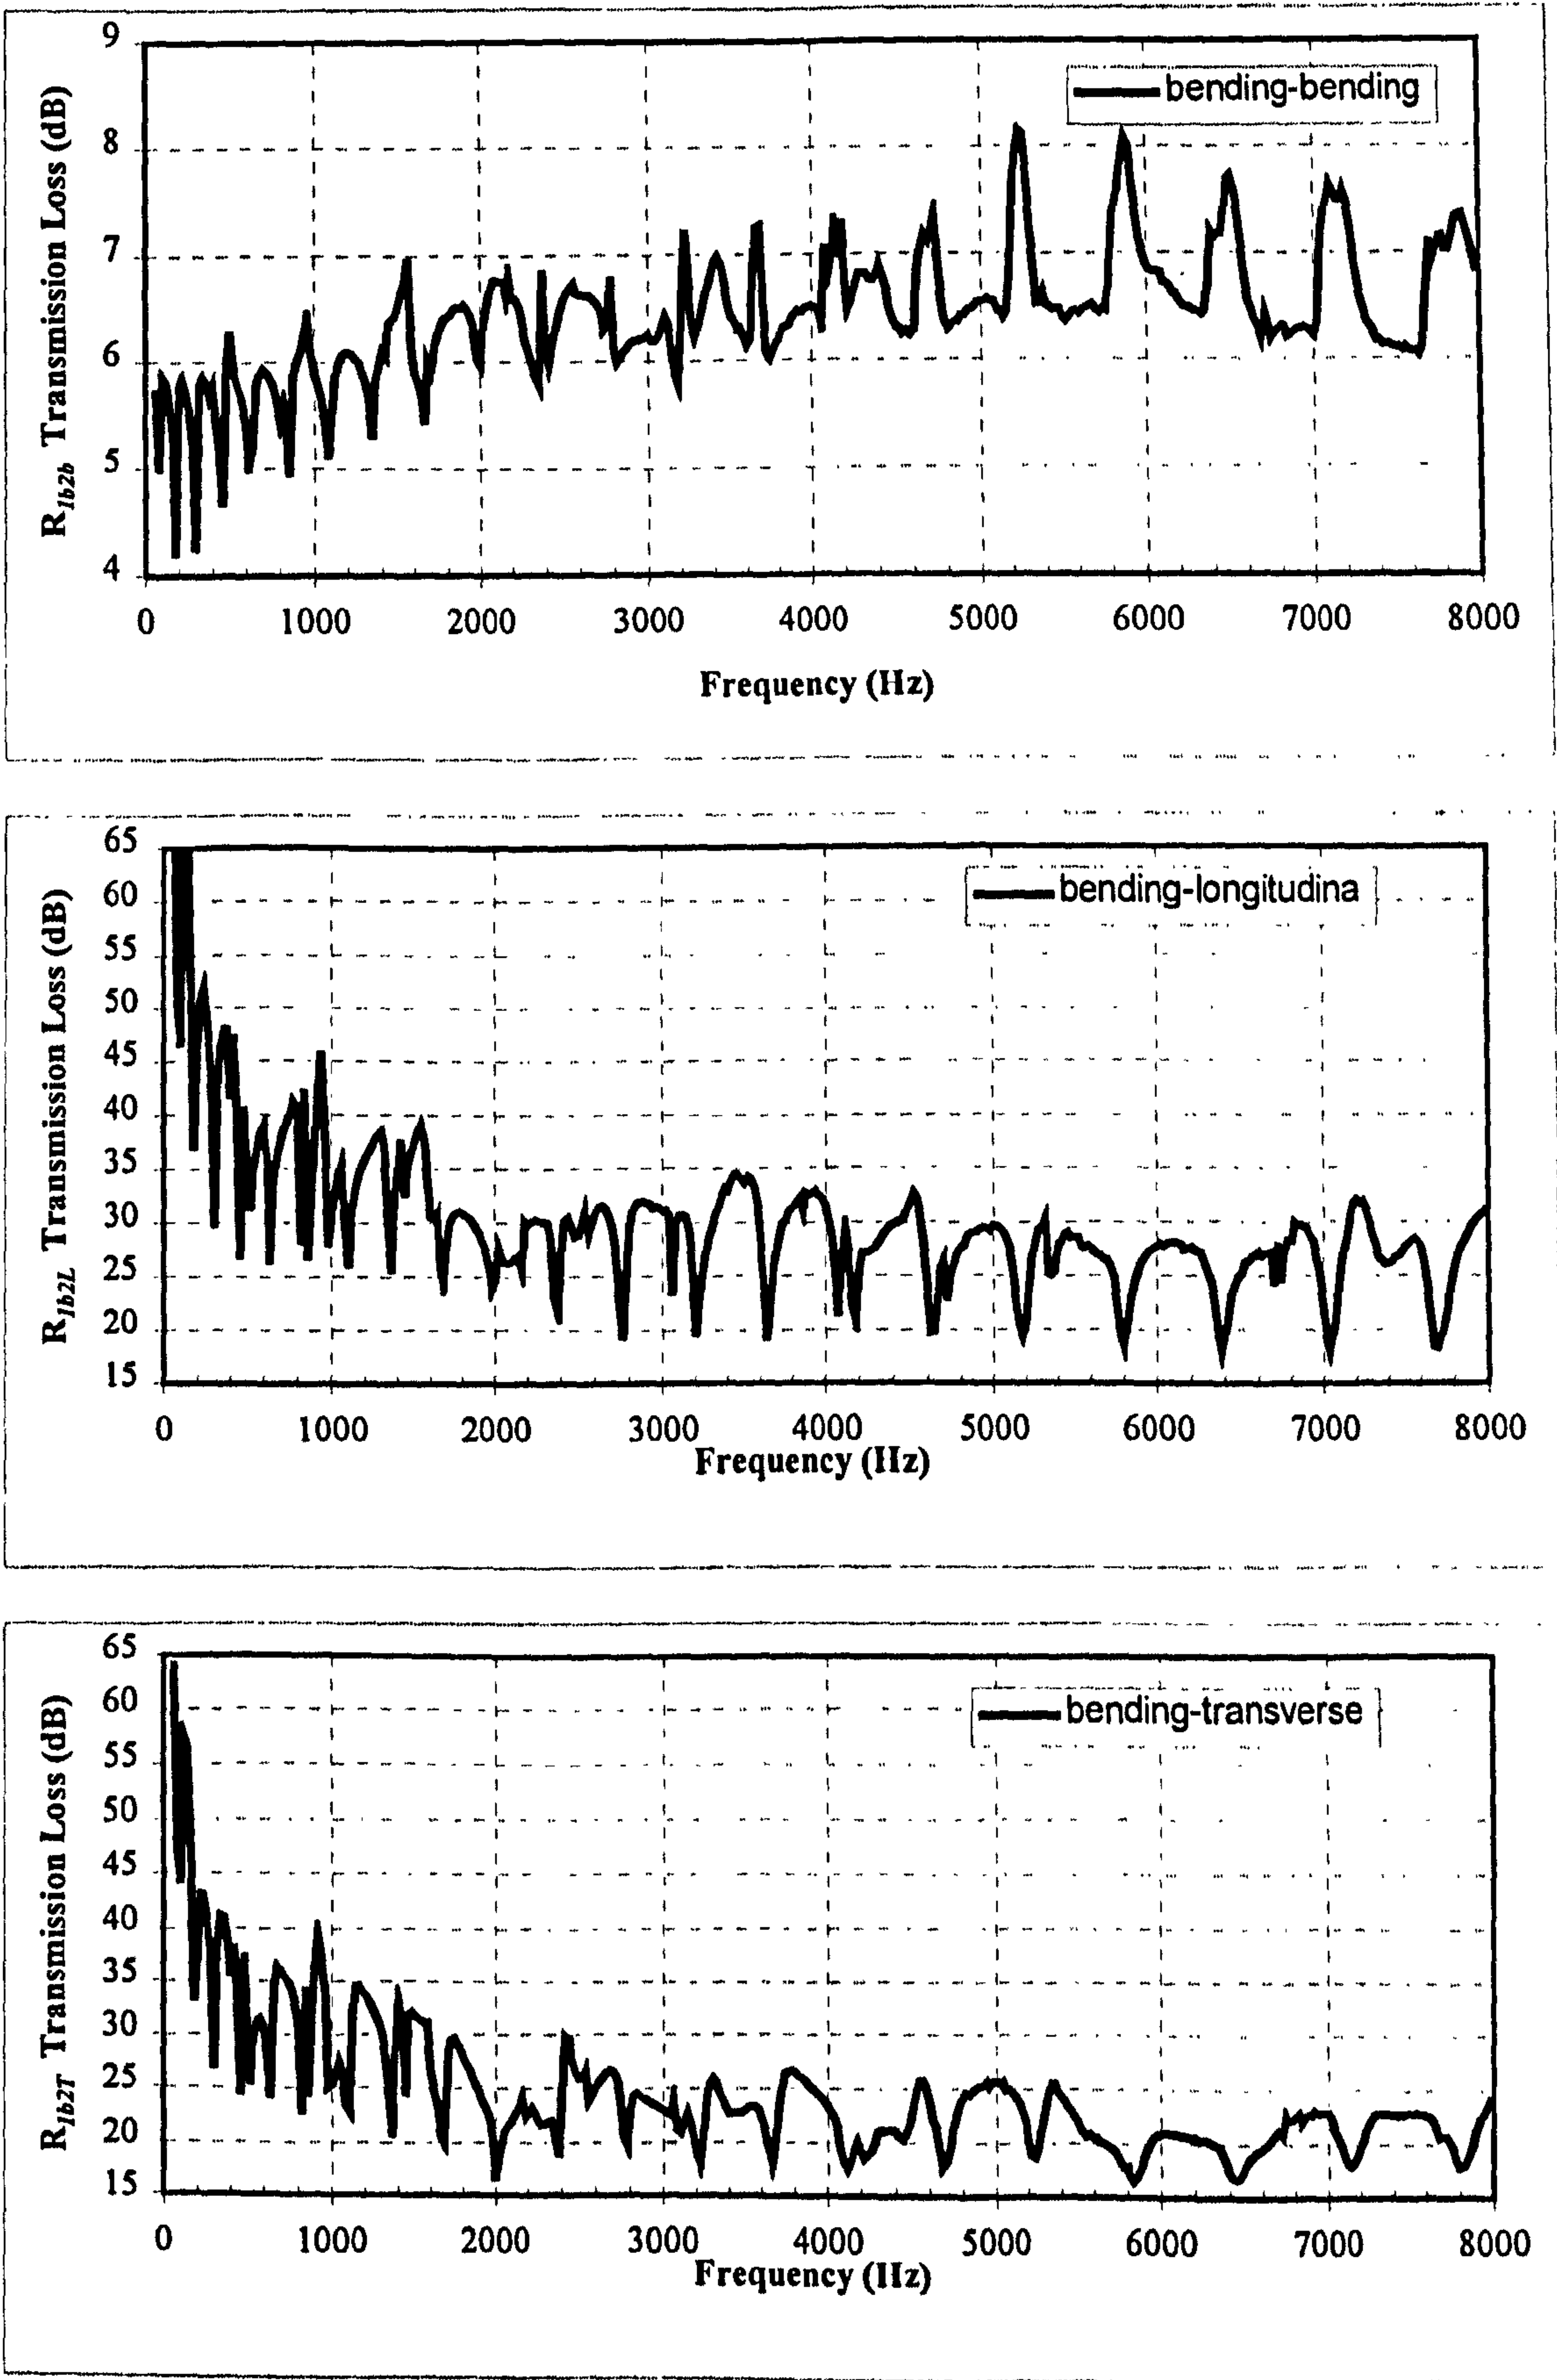 9
bending-bending
8
7
6
5
4
R1b2b Transmission Loss (dB)
0 1000 2000 3000 4000 5000 6000 7000 8000
Frequency (Hz)
65
bending-longitudina
60
55
50
45
40
35
30
25
20
15
R1b2L Transmission Loss (dB)
0 1000 2000 3000 4000 5000 6000 7000 8000
Frequency (Hz)
65
bending-transverse
60
55
50
45
40
35
30
25
20
15
R1b2T Transmission Loss (dB)
0 1000 2000 3000 4000 5000 6000 7000 8000
Frequency (Hz)